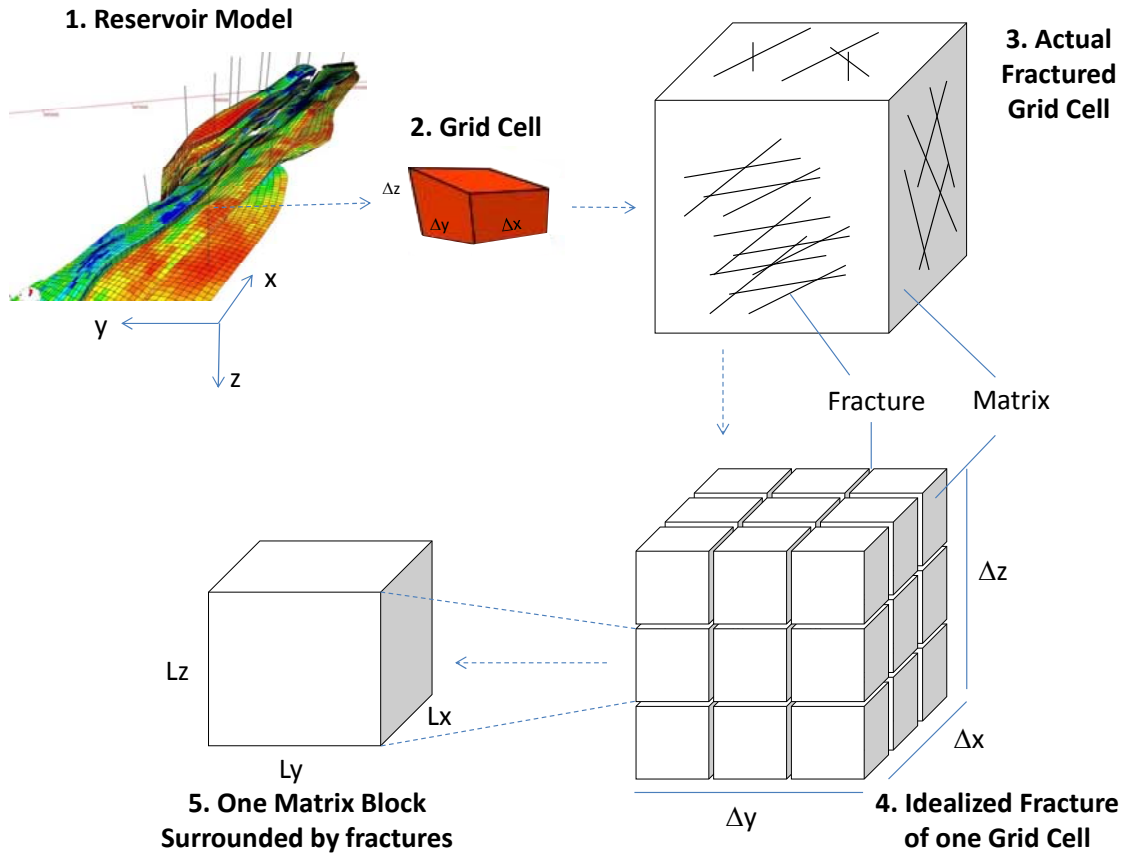 1. Reservoir Model
2. Grid Cell
Δz
Δy
Δx
3. Actual
Fractured
Grid Cell
x
y
z
Fracture
Matrix
Δz
Δx
Δy
4. Idealized Fracture
of one Grid Cell
Lz
Lx
Ly
5. One Matrix Block
Surrounded by fractures